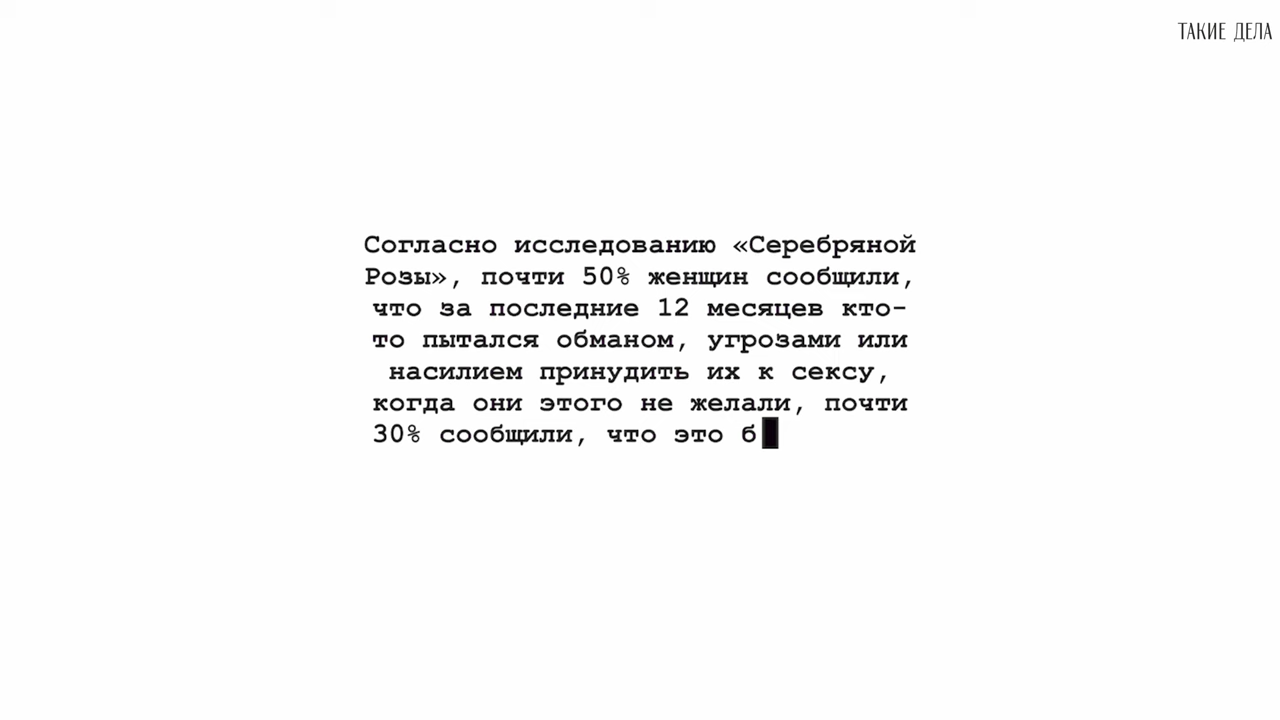 ТАКИЕ ДЕЛА
Согласно исследованию «Серебряной
Розы», почти 50% женщин сообщили,
что за последние 12 месяцев кто-
то пытался обманом, угрозами или
насилием принудить их к сексу,
когда они этого не желали, почти
30% сообщили, что это б